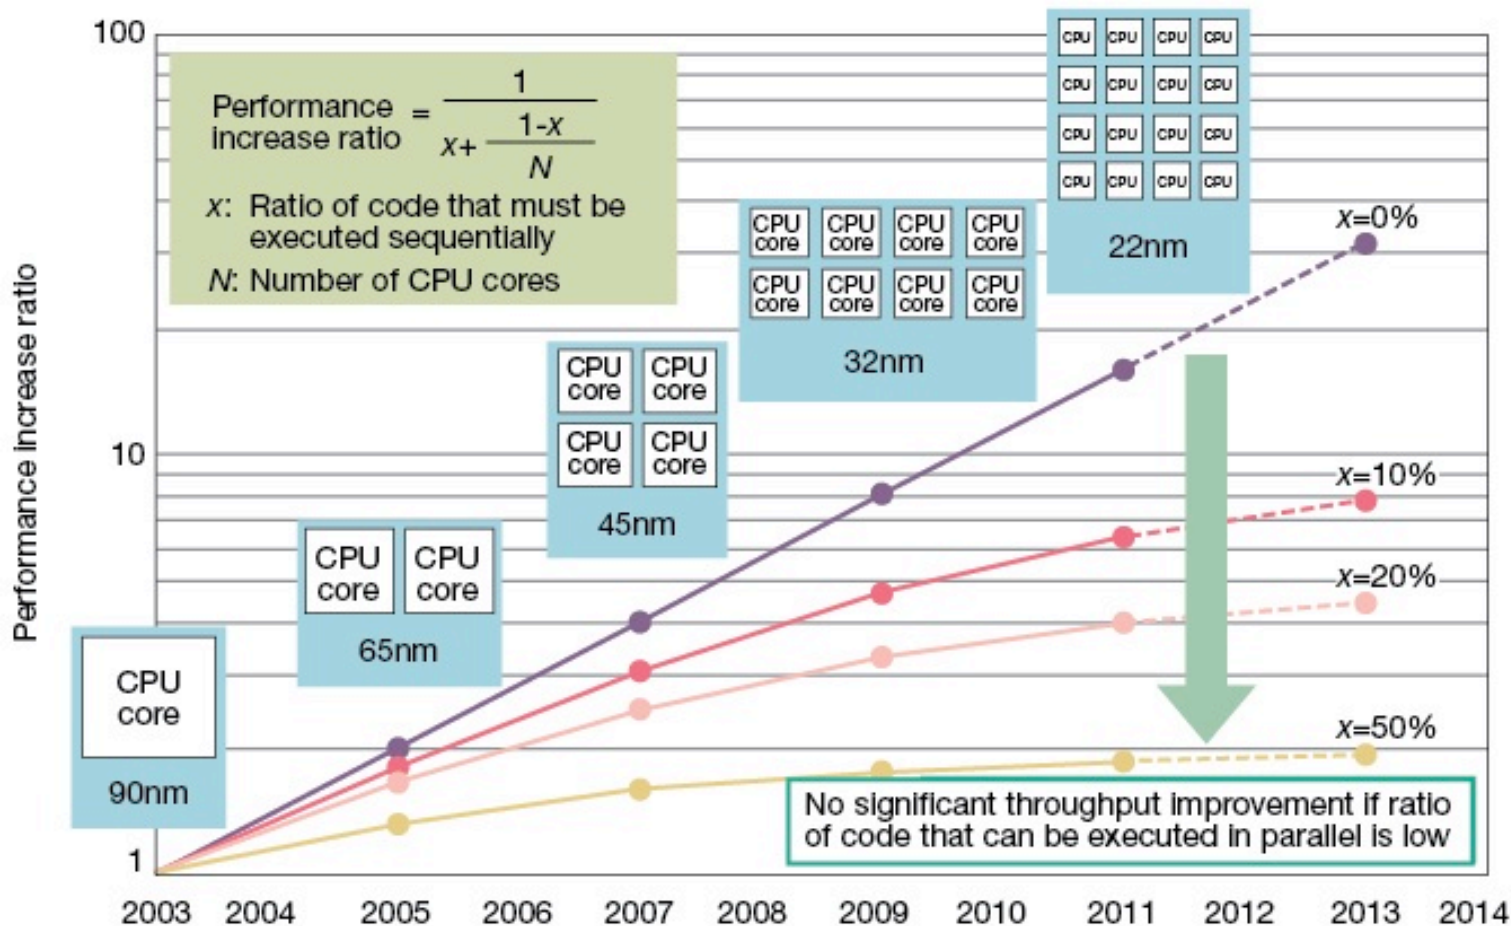 100
10
1
Performance increase ratio
Performance
increase ratio
=
1
x+
1-x
N
x: Ratio of code that must be
executed sequentially
N: Number of CPU cores
CPU
core
90nm
CPU
core
CPU
core
65nm
CPU
core
CPU
core
CPU
core
CPU
core
45nm
CPU
core
CPU
core
CPU
core
CPU
core
CPU
core
CPU
core
CPU
core
CPU
core
32nm
CPU CPU CPU CPU
CPU CPU CPU CPU
CPU CPU CPU CPU
CPU CPU CPU CPU
22nm
x=0%
x=10%
x=20%
x=50%
No significant throughput improvement if ratio
of code that can be executed in parallel is low
2003 2004 2005 2006 2007 2008 2009 2010 2011 2012 2013 2014